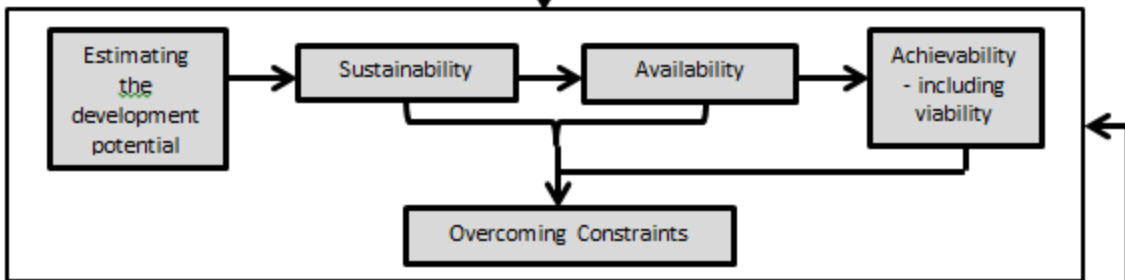 Estimating
the
development
potential
Sustainability
Availability
Achievability
- including
viability
Overcoming Constraints